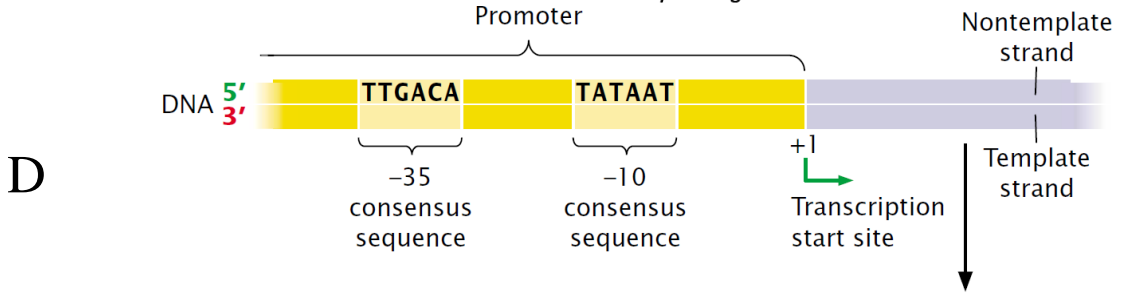 Promoter
Nontemplate
strand
DNA 5′ TTGACA TATAAT
3′
+1
D
–35
consensus
sequence
–10
consensus
sequence
Transcription
start site
Template
strand